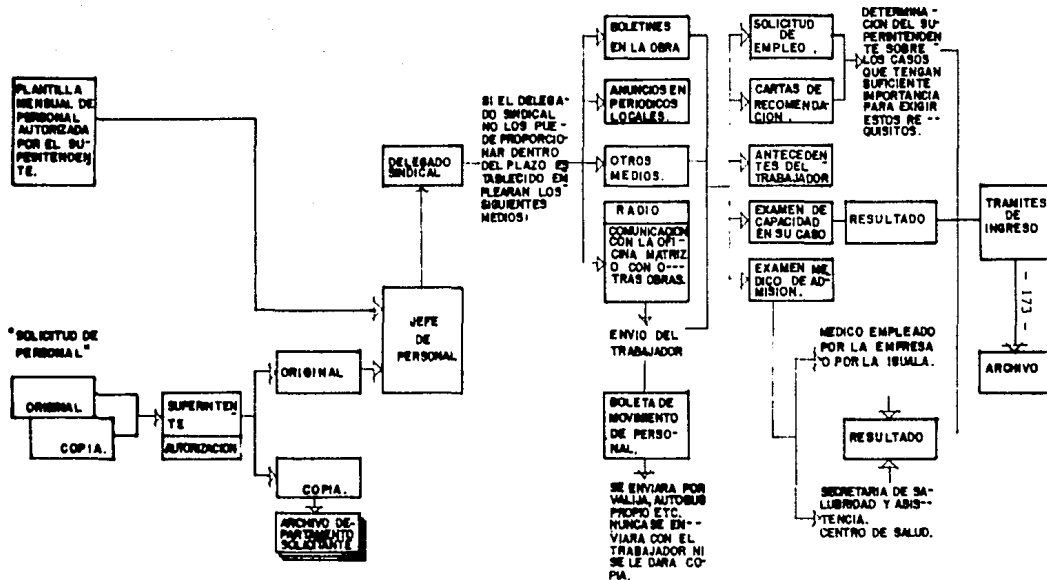 PLANTILLA
MENSUAL DE
PERSONAL
AUTORIZADA
POR EL SU-
PERINTENDEN
TE.
"SOLICITUD DE
PERSONAL"
ORIGINAL
COPIA.
SUPERINTEN
TE
AUTORIZACION
ORIGINAL
COPIA.
ARCHIVO DE-
PARTAMENTO
SOLICITANTE
JEFE
DE
PERSONAL
DELEGADO
SINDICAL
SI EL DELEGA-
DO SINDICAL
NO LOS PUE-
DE PROPORCIO-
NAR DENTRO
DEL PLAZO ES
TABLECIDO EM
PLEARAN LOS
SIGUIENTES
MEDIOS:
BOLETINES
EN LA OBRA
ANUNCIOS EN
PERIODICOS
LOCALES.
OTROS
MEDIOS.
RADIO
COMUNICACION
CON LA OFI-
CINA MATRIZ
O CON O---
TRAS OBRAS.
ENVIO DEL
TRABAJADOR
BOLETA DE
MOVIMIENTO
DE PERSO-
NAL.
SE ENVIARA POR
VALIJA, AUTOBUS
PROPIO ETC.
NUNCA SE EN--
VIARA CON EL
TRABAJADOR NI
SE LE DARA CO-
PIA.
SOLICITUD
DE
EMPLEO.
CARTAS DE
RECOMENDA-
CION.
ANTECEDEN
TES DEL
TRABAJADOR
EXAMEN DE
CAPACIDAD
EN SU CASO
EXAMEN ME-
DICO DE AD-
MISION.
DETERMINA-
CION DEL SU-
PERINTENDEN
TE SOBRE
LOS CASOS
QUE TENGAN
SUFICIENTE
IMPORTANCIA
PARA EXIGIR
ESTOS RE--
QUISITOS.
RESULTADO
MEDICO EMPLEADO
POR LA EMPRESA
O POR LA IGUALA.
RESULTADO
SECRETARIA DE SA-
LUBRIDAD Y ASIS--
TENCIA.
CENTRO DE SALUD.
TRAMITES
DE
INGRESO
ARCHIVO
- 173 -